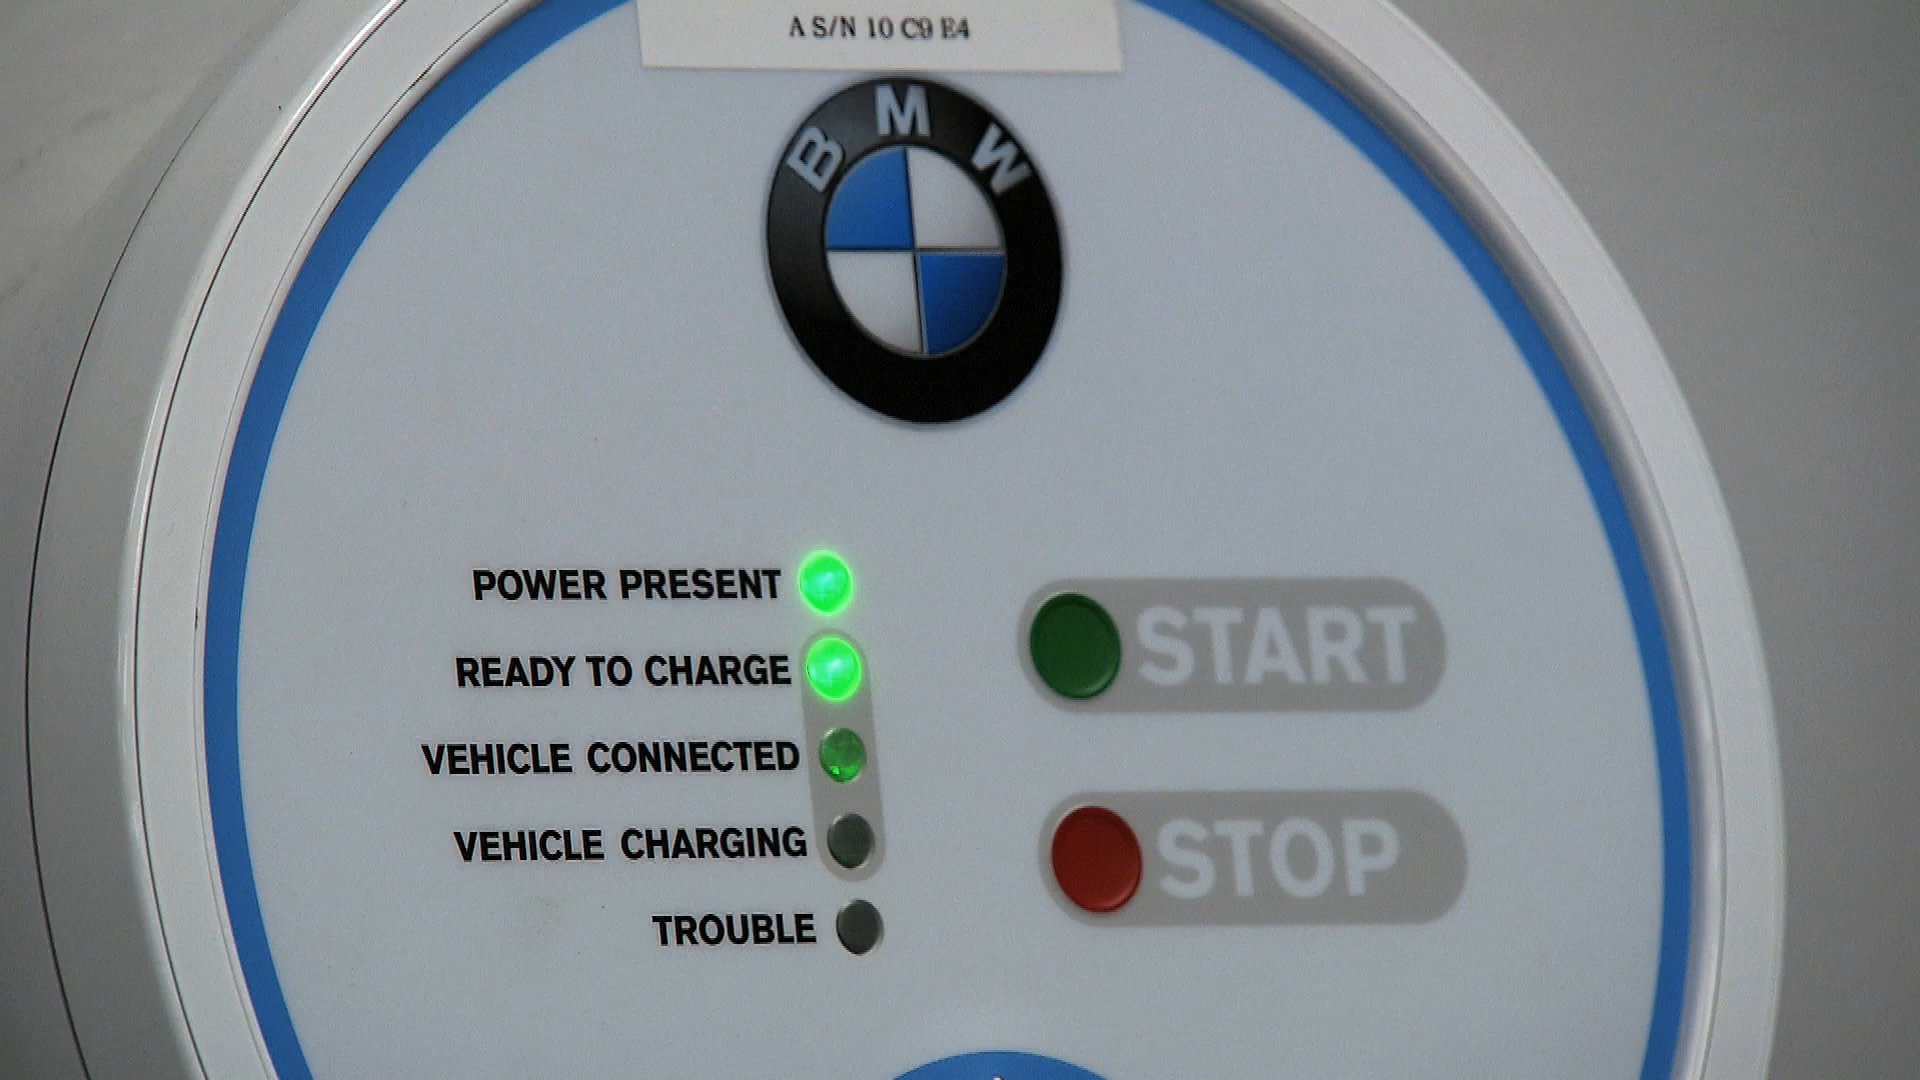 A S/N 10 C9 E4
BMW
POWER PRESENT
READY TO CHARGE
VEHICLE CONNECTED
VEHICLE CHARGING
TROUBLE
START
STOP